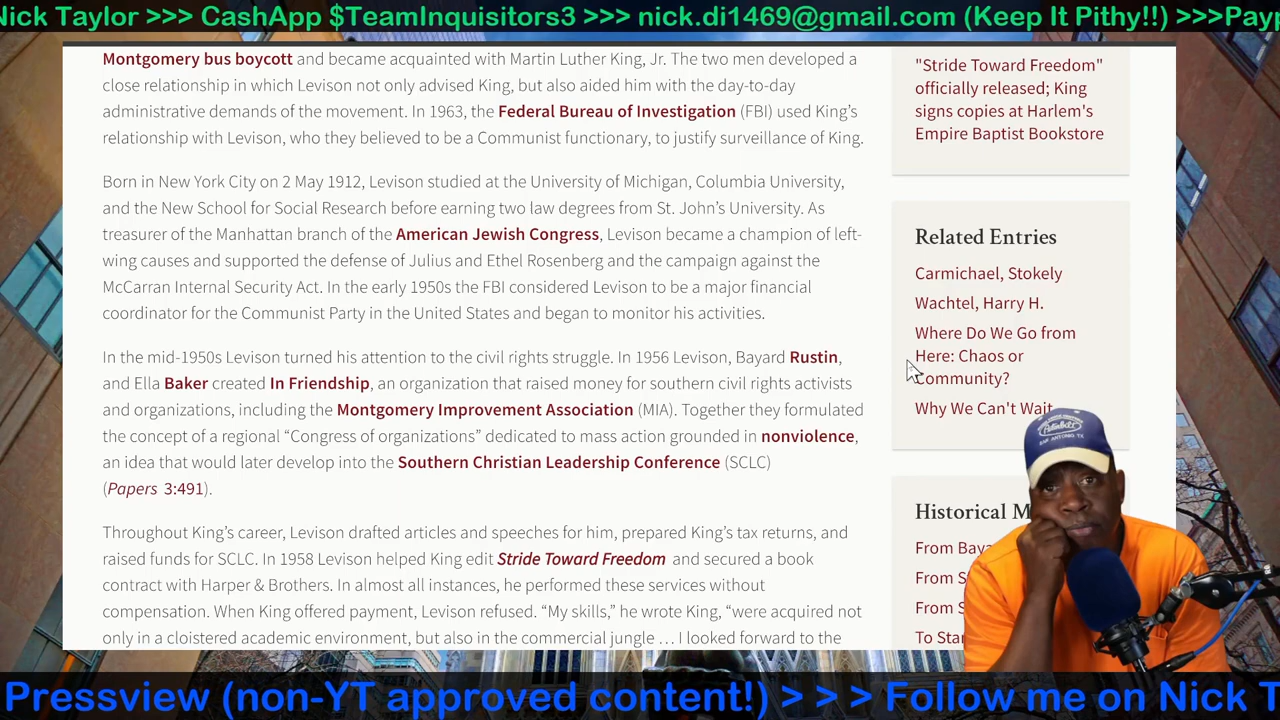 Nick Taylor >>> CashApp $TeamInquisitors3 >>> nick.di1469@gmail.com (Keep It Pithy!!) >>>Payp
Montgomery bus boycott and became acquainted with Martin Luther King, Jr. The two men developed a
close relationship in which Levison not only advised King, but also aided him with the day-to-day
administrative demands of the movement. In 1963, the Federal Bureau of Investigation (FBI) used King's
relationship with Levison, who they believed to be a Communist functionary, to justify surveillance of King.
Born in New York City on 2 May 1912, Levison studied at the University of Michigan, Columbia University,
and the New School for Social Research before earning two law degrees from St. John's University. As
treasurer of the Manhattan branch of the American Jewish Congress, Levison became a champion of left-
wing causes and supported the defense of Julius and Ethel Rosenberg and the campaign against the
McCarran Internal Security Act. In the early 1950s the FBI considered Levison to be a major financial
coordinator for the Communist Party in the United States and began to monitor his activities.
In the mid-1950s Levison turned his attention to the civil rights struggle. In 1956 Levison, Bayard Rustin,
and Ella Baker created In Friendship, an organization that raised money for southern civil rights activists
and organizations, including the Montgomery Improvement Association (MIA). Together they formulated
the concept of a regional “Congress of organizations” dedicated to mass action grounded in nonviolence,
an idea that would later develop into the Southern Christian Leadership Conference (SCLC)
(Papers 3:491).
Throughout King's career, Levison drafted articles and speeches for him, prepared King's tax returns, and
raised funds for SCLC. In 1958 Levison helped King edit Stride Toward Freedom and secured a book
contract with Harper & Brothers. In almost all instances, he performed these services without
compensation. When King offered payment, Levison refused. “My skills,” he wrote King, “were acquired not
only in a cloistered academic environment, but also in the commercial jungle … I looked forward to the
"Stride Toward Freedom"
officially released; King
signs copies at Harlem's
Empire Baptist Bookstore
Related Entries
Carmichael, Stokely
Wachtel, Harry H.
Where Do We Go from
Here: Chaos or
Community?
Why We Can't Wait
Historical M
From Baya
From S
From S
To Star
Pressview (non-YT approved content!) > > > Follow me on Nick T